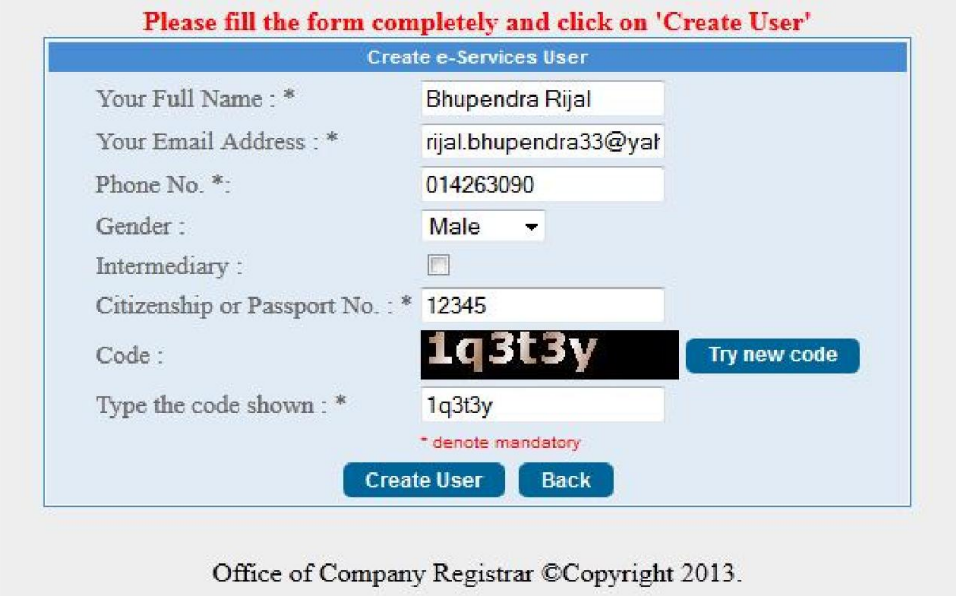 Please fill the form completely and click on 'Create User'
Create e-Services User
Your Full Name : * Bhupendra Rijal
Your Email Address : * rijal.bhupendra33@yah
Phone No. *: 014263090
Gender : Male
Intermediary :
Citizenship or Passport No. : * 12345
Code : 1q3t3y Try new code
Type the code shown : * 1q3t3y
* denote mandatory
Create User Back
Office of Company Registrar ©Copyright 2013.